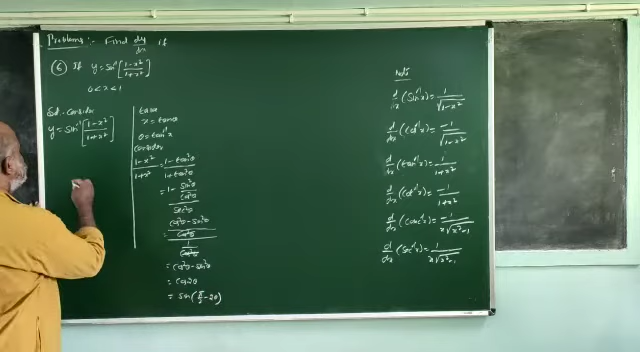 Problems:- Find dy/dx if
⑥ If y = sin⁻¹[(1-x²)/(1+x²)]
0 < x < 1
Sol:- Consider
y = sin⁻¹[(1-x²)/(1+x²)]
x = tanθ
θ = tan⁻¹x
Consider
(1-x²)/(1+x²) = (1-tan²θ)/(1+tan²θ)
= (1 - sin²θ/cos²θ)/sec²θ
= ((cos²θ - sin²θ)/cos²θ)/(1/cos²θ)
= cos²θ - sin²θ
= cos2θ
= sin(π/2 - 2θ)
Note
d/dx (sin⁻¹x) = 1/√(1-x²)
d/dx (cos⁻¹x) = -1/√(1-x²)
d/dx (tan⁻¹x) = 1/(1+x²)
d/dx (cot⁻¹x) = -1/(1+x²)
d/dx (cosec⁻¹x) = -1/(x√(x²-1))
d/dx (sec⁻¹x) = 1/(x√(x²-1))